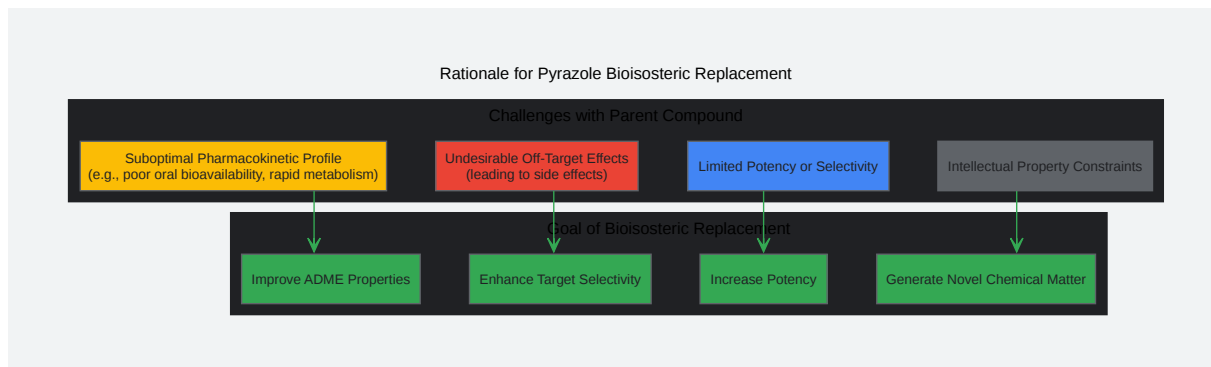 Rationale for Pyrazole Bioisosteric Replacement
Challenges with Parent Compound
Suboptimal Pharmacokinetic Profile
(e.g., poor oral bioavailability, rapid metabolism)
Undesirable Off-Target Effects
(leading to side effects)
Limited Potency or Selectivity
Intellectual Property Constraints
Goal of Bioisosteric Replacement
Improve ADME Properties
Enhance Target Selectivity
Increase Potency
Generate Novel Chemical Matter